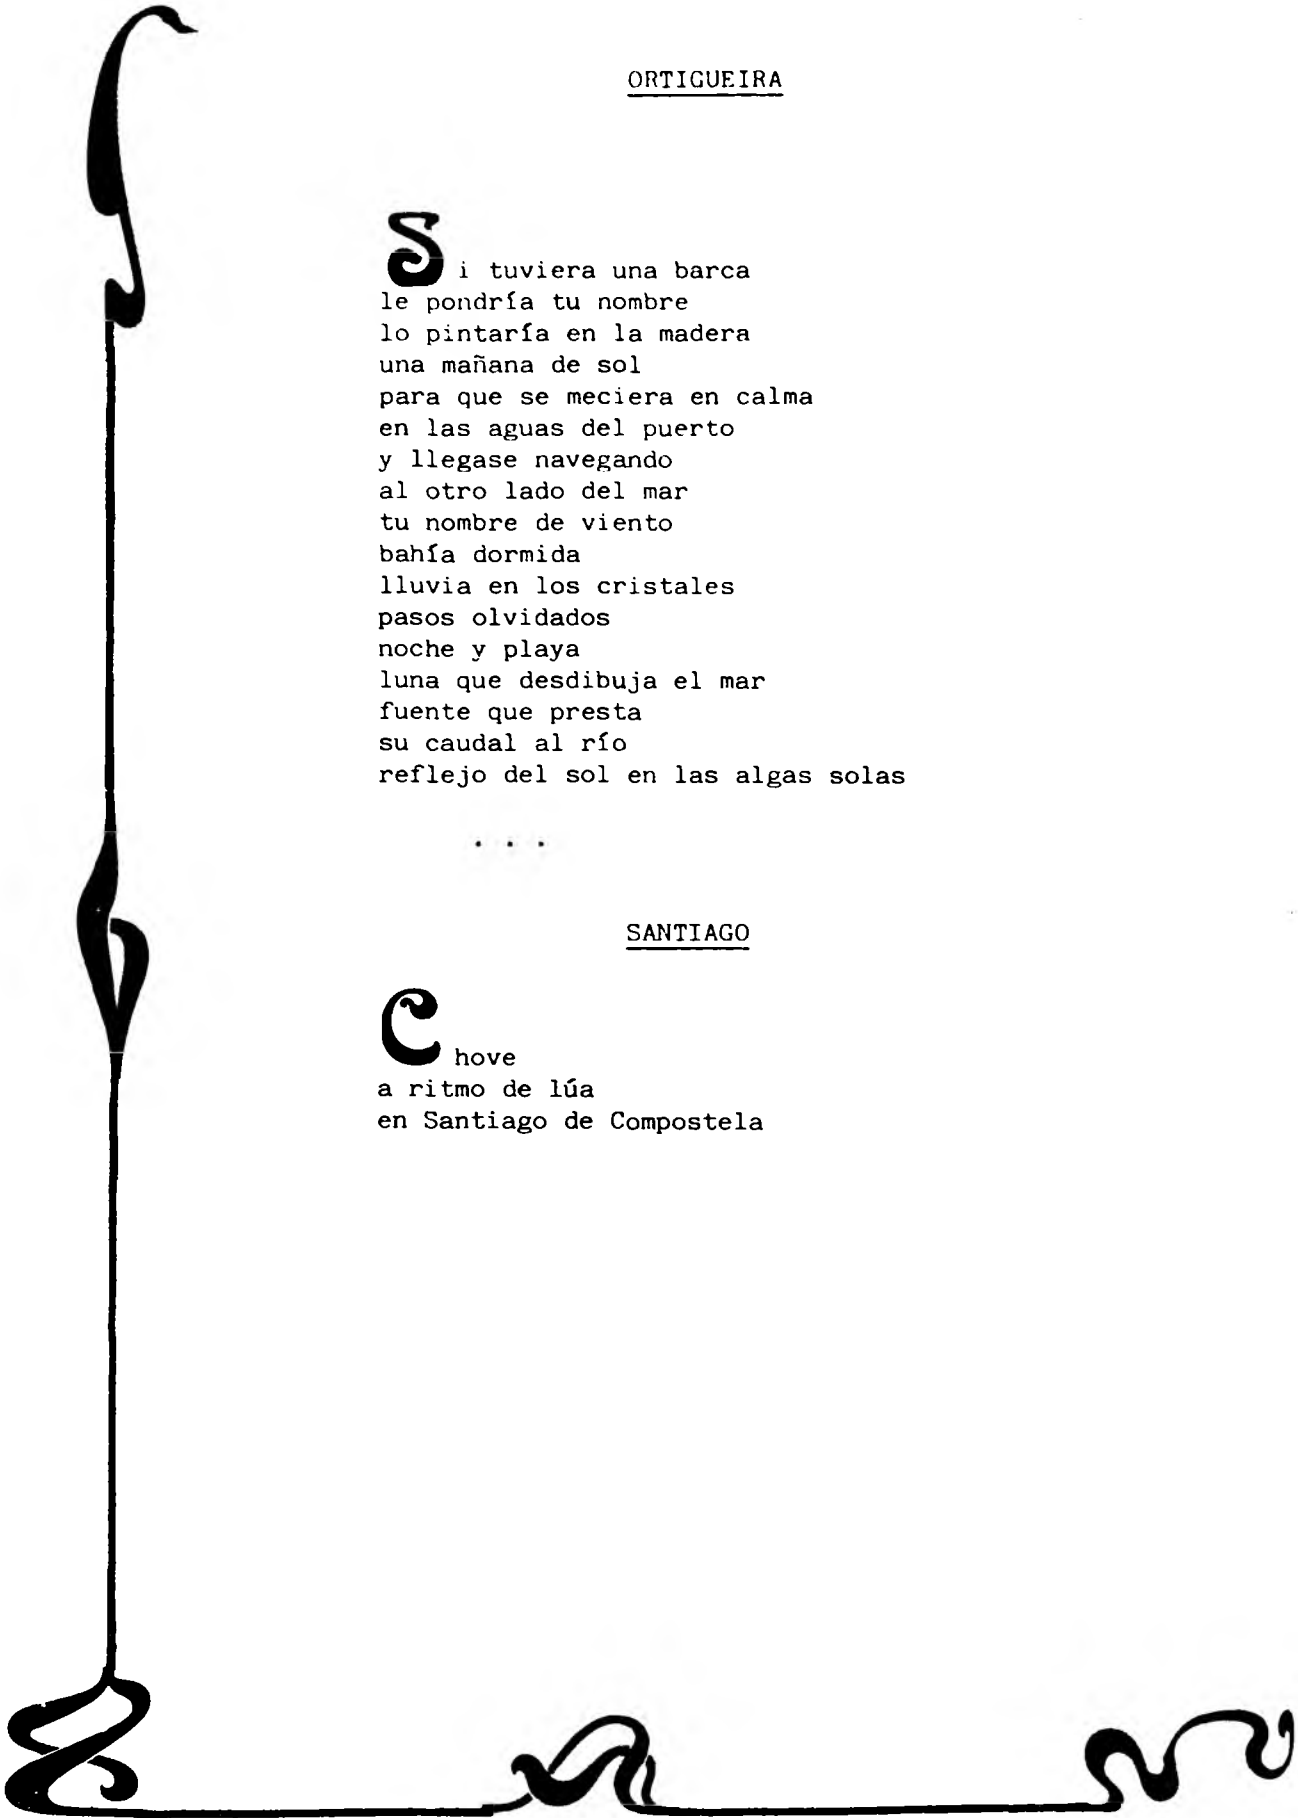 ORTIGUEIRA
Si tuviera una barca
le pondría tu nombre
lo pintaría en la madera
una mañana de sol
para que se meciera en calma
en las aguas del puerto
y llegase navegando
al otro lado del mar
tu nombre de viento
bahía dormida
lluvia en los cristales
pasos olvidados
noche y playa
luna que desdibuja el mar
fuente que presta
su caudal al río
reflejo del sol en las algas solas
. . .
SANTIAGO
Chove
a ritmo de lúa
en Santiago de Compostela